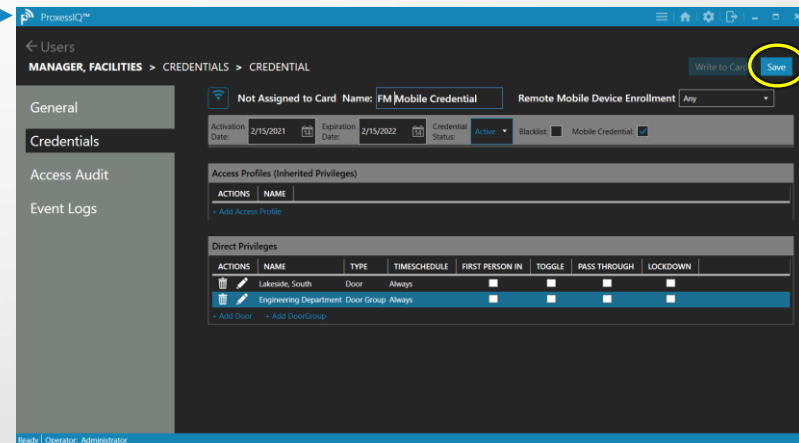 ProxessIQ™
Users
MANAGER, FACILITIES > CREDENTIALS > CREDENTIAL
Write to Card Save
General
Credentials
Access Audit
Event Logs
Not Assigned to Card Name: FM Mobile Credential Remote Mobile Device Enrollment Any
Activation Date: 2/15/2021 14 Expiration Date: 2/15/2022 14 Credential Status: Active Blacklist: Mobile Credential:
Access Profiles (Inherited Privileges)
ACTIONS NAME
+ Add Access Profile
Direct Privileges
ACTIONS NAME TYPE TIMESCHEDULE FIRST PERSON IN TOGGLE PASS THROUGH LOCKDOWN
Lakeside, South Door Always
Engineering Department Door Group Always
+ Add Door + Add DoorGroup
Ready Operator: Administrator